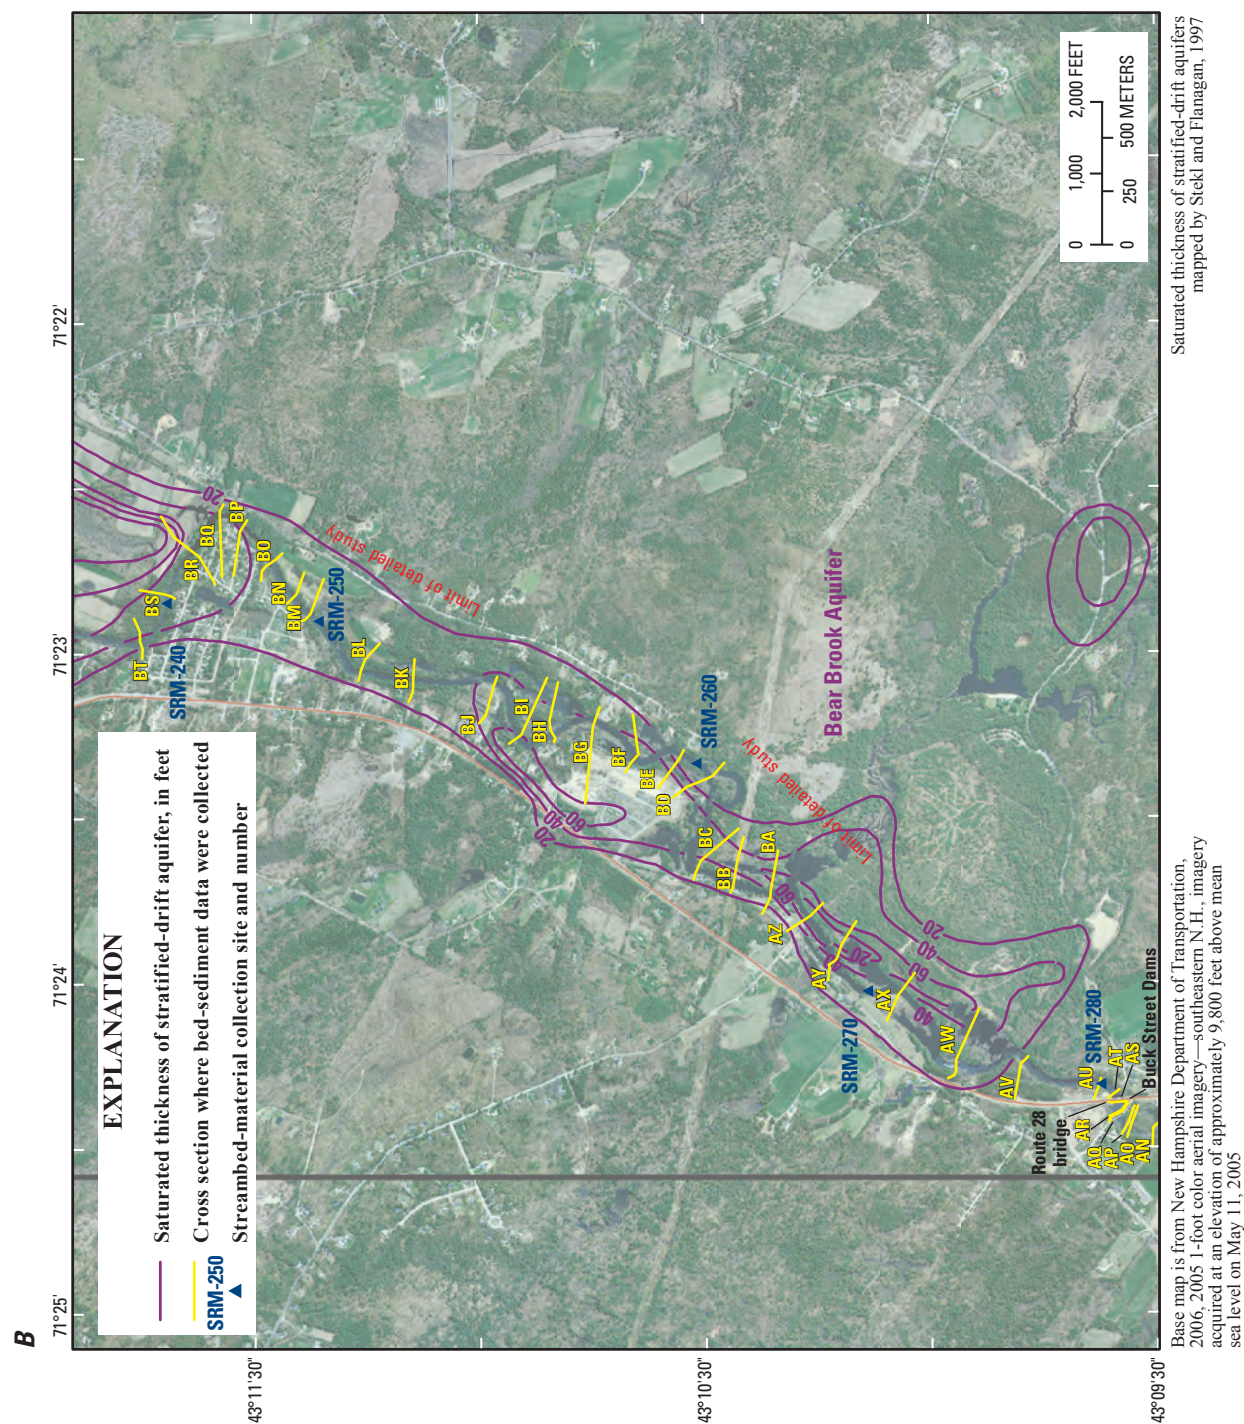 B
EXPLANATION
Saturated thickness of stratified-drift aquifer, in feet
Cross section where bed-sediment data were collected
SRM-250
Streambed-material collection site and number
71°25'
71°24'
71°23'
71°22'
43°11'30"
43°10'30"
43°09'30"
BT
BS
SRM-240
BR
BQ
BP
20
BO
BN
BM
SRM-250
Limit of detailed study
BL
BK
BJ
BI
BH
BG
BF
BE
BD
SRM-260
20
40
60
BC
BB
BA
Limit of detailed study
Bear Brook Aquifer
60
AZ
AY
20
AX
SRM-270
40
60
40
20
AW
AV
SRM-280
AU
AT
AS
Buck Street Dams
Route 28
bridge
AR
AQ
AP
AO
AN
0 1,000 2,000 FEET
0 250 500 METERS
Base map is from New Hampshire Department of Transportation,
2006, 2005 1-foot color aerial imagery—southeastern N.H., imagery
acquired at an elevation of approximately 9,800 feet above mean
sea level on May 11, 2005
Saturated thickness of stratified-drift aquifers
mapped by Stekl and Flanagan, 1997